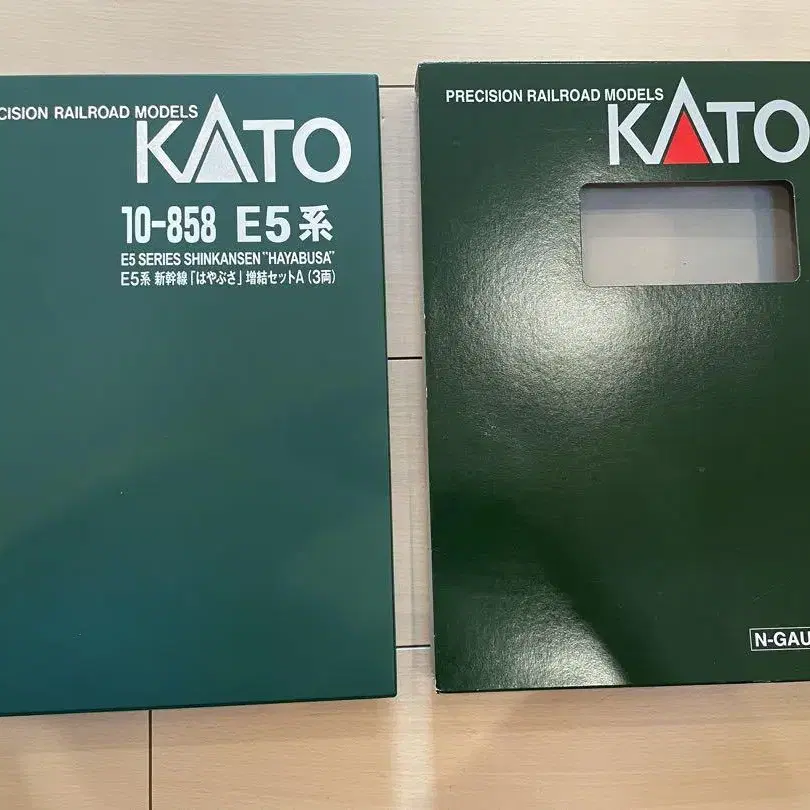 CISION RAILROAD MODELS
KATO
10-858 E5系
E5 SERIES SHINKANSEN "HAYABUSA"
E5系 新幹線「はやぶさ」増結セットA(3両)
PRECISION RAILROAD MODELS
KATO
N-GAU